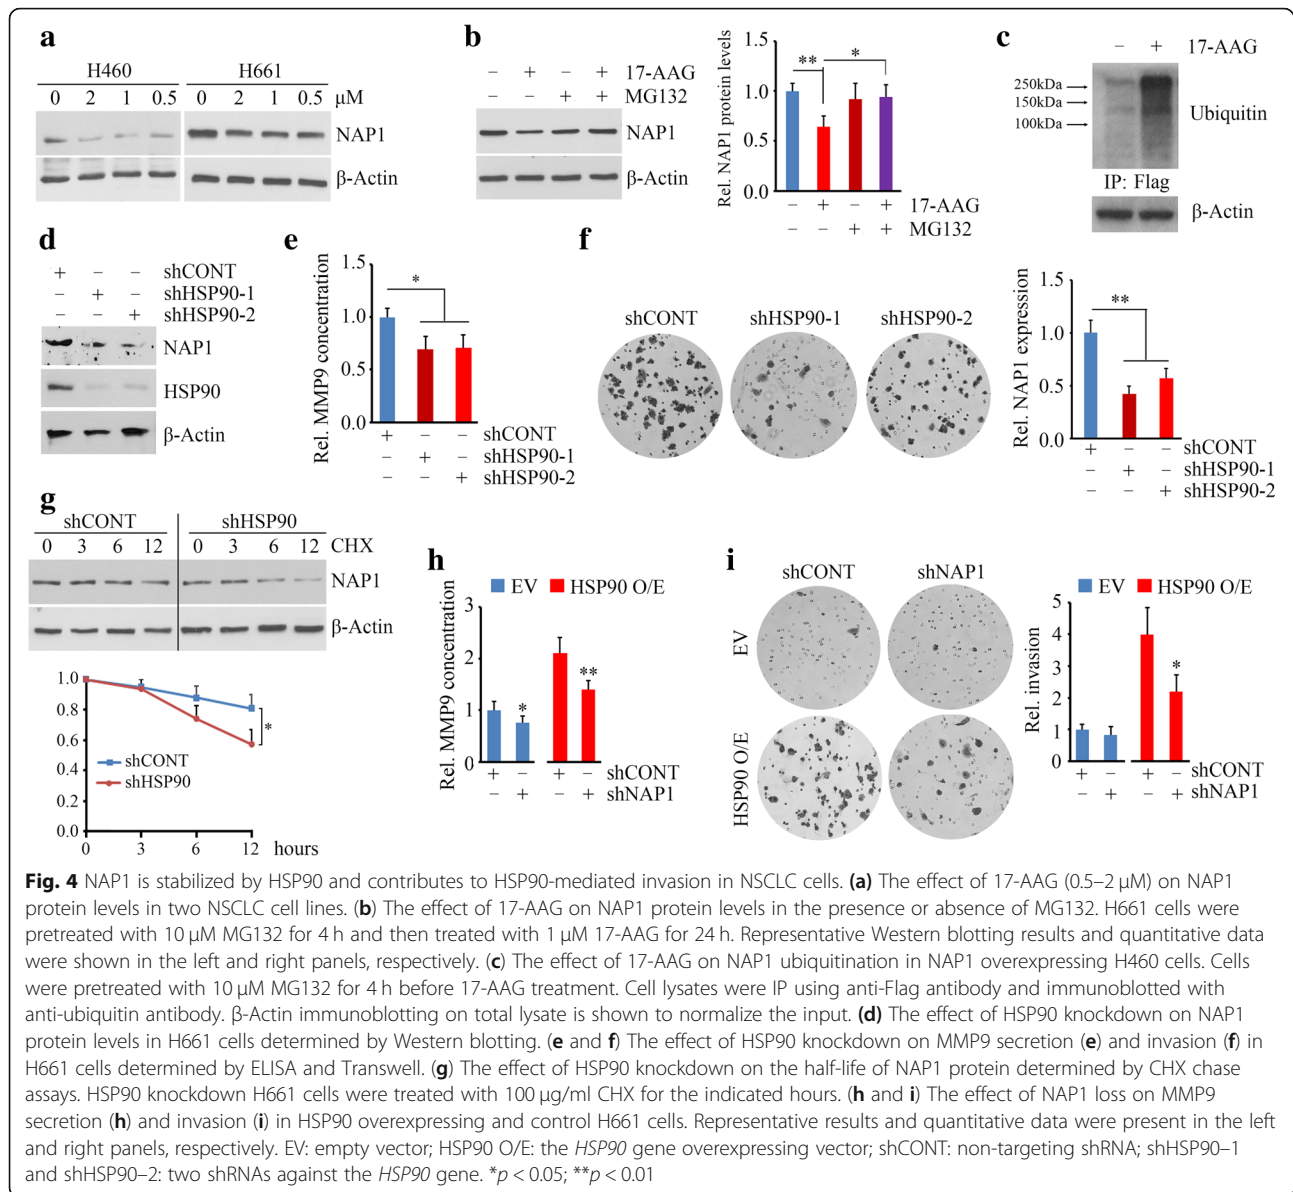 a
H460
H661
0 2 1 0.5 0 2 1 0.5 μM
NAP1
β-Actin
b
– + – + 17-AAG
– – + + MG132
NAP1
β-Actin
Rel. NAP1 protein levels
1.5
1.0
0.5
0.0
**
*
– + – + 17-AAG
– – + + MG132
c
– + 17-AAG
250kDa
150kDa
100kDa
Ubiquitin
IP: Flag
β-Actin
d
+ – – shCONT
– + – shHSP90-1
– – + shHSP90-2
NAP1
HSP90
β-Actin
e
Rel. MMP9 concentration
1.5
1.0
0.5
0.0
*
+ – – shCONT
– + – shHSP90-1
– – + shHSP90-2
f
shCONT shHSP90-1 shHSP90-2
Rel. NAP1 expression
1.5
1.0
0.5
0.0
**
+ – – shCONT
– + – shHSP90-1
– – + shHSP90-2
g
shCONT shHSP90
0 3 6 12 0 3 6 12 CHX
NAP1
β-Actin
1.0
0.8
0.6
0.4
0.2
0.0
*
shCONT
shHSP90
0 3 6 12 hours
h
EV HSP90 O/E
Rel. MMP9 concentration
3
2
1
0
*
**
+ – + – shCONT
– + – + shNAP1
i
shCONT shNAP1
EV
HSP90 O/E
EV HSP90 O/E
Rel. invasion
5
4
3
2
1
0
*
+ – + – shCONT
– + – + shNAP1
Fig. 4 NAP1 is stabilized by HSP90 and contributes to HSP90-mediated invasion in NSCLC cells. (a) The effect of 17-AAG (0.5–2 μM) on NAP1
protein levels in two NSCLC cell lines. (b) The effect of 17-AAG on NAP1 protein levels in the presence or absence of MG132. H661 cells were
pretreated with 10 μM MG132 for 4 h and then treated with 1 μM 17-AAG for 24 h. Representative Western blotting results and quantitative data
were shown in the left and right panels, respectively. (c) The effect of 17-AAG on NAP1 ubiquitination in NAP1 overexpressing H460 cells. Cells
were pretreated with 10 μM MG132 for 4 h before 17-AAG treatment. Cell lysates were IP using anti-Flag antibody and immunoblotted with
anti-ubiquitin antibody. β-Actin immunoblotting on total lysate is shown to normalize the input. (d) The effect of HSP90 knockdown on NAP1
protein levels in H661 cells determined by Western blotting. (e and f) The effect of HSP90 knockdown on MMP9 secretion (e) and invasion (f) in
H661 cells determined by ELISA and Transwell. (g) The effect of HSP90 knockdown on the half-life of NAP1 protein determined by CHX chase
assays. HSP90 knockdown H661 cells were treated with 100 μg/ml CHX for the indicated hours. (h and i) The effect of NAP1 loss on MMP9
secretion (h) and invasion (i) in HSP90 overexpressing and control H661 cells. Representative results and quantitative data were present in the left
and right panels, respectively. EV: empty vector; HSP90 O/E: the HSP90 gene overexpressing vector; shCONT: non-targeting shRNA; shHSP90–1
and shHSP90–2: two shRNAs against the HSP90 gene. *p < 0.05; **p < 0.01